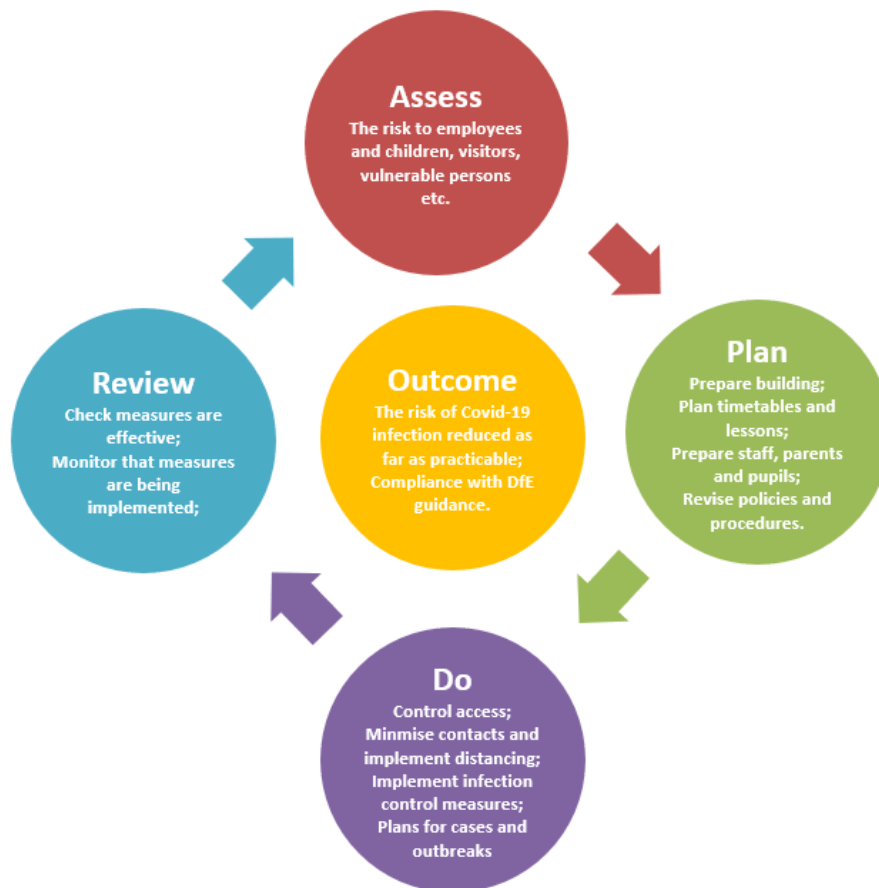 Assess
The risk to employees
and children, visitors,
vulnerable persons
etc.
Plan
Prepare building;
Plan timetables and
lessons;
Prepare staff, parents
and pupils;
Revise policies and
procedures.
Do
Control access;
Minmise contacts and
implement distancing;
Implement infection
control measures;
Plans for cases and
outbreaks
Review
Check measures are
effective;
Monitor that measures
are being
implemented;
Outcome
The risk of Covid-19
infection reduced as
far as practicable;
Compliance with DfE
guidance.